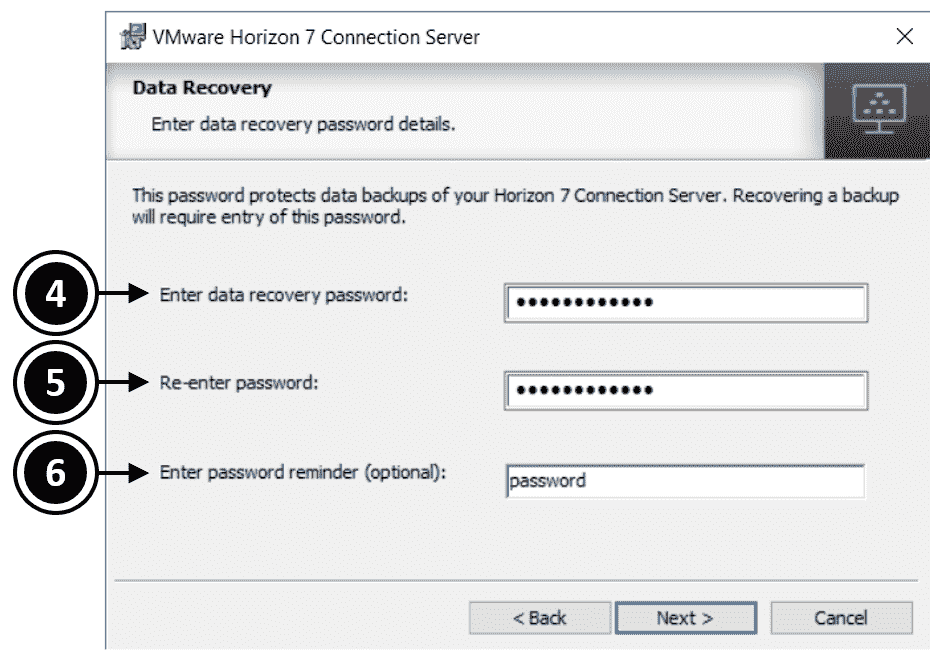 VMware Horizon 7 Connection Server
Data Recovery
Enter data recovery password details.
This password protects data backups of your Horizon 7 Connection Server. Recovering a backup
will require entry of this password.
4
Enter data recovery password:
••••••••••••
5
Re-enter password:
••••••••••••
6
Enter password reminder (optional):
password
< Back
Next >
Cancel